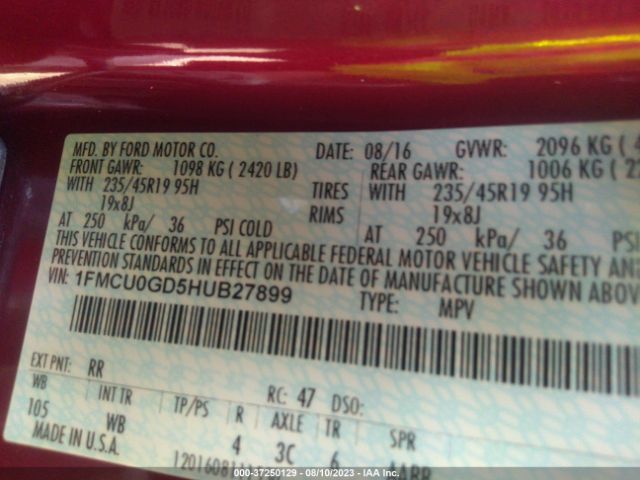 MFD. BY FORD MOTOR CO.
DATE: 08/16 GVWR: 2096 KG (
FRONT GAWR: 1098 KG ( 2420 LB)
REAR GAWR: 1006 KG (
WITH 235/45R19 95H TIRES WITH 235/45R19 95H
19x8J RIMS 19x8J
AT 250 kPa/ 36 PSI COLD AT 250 kPa/ 36 PSI
THIS VEHICLE CONFORMS TO ALL APPLICABLE FEDERAL MOTOR VEHICLE SAFETY
PREVENTION STANDARDS IN EFFECT ON THE DATE OF MANUFACTURE SHOWN ABOV
VIN: 1FMCU0GD5HUB27899
TYPE: MPV
EXT PNT: RR RC: 47 DSO:
WB INT TR TP/PS R AXLE TR SPR
105 WB 4 3C 6
MADE IN U.S.A.
000-37250129 - 08/10/2023 - IAA Inc.